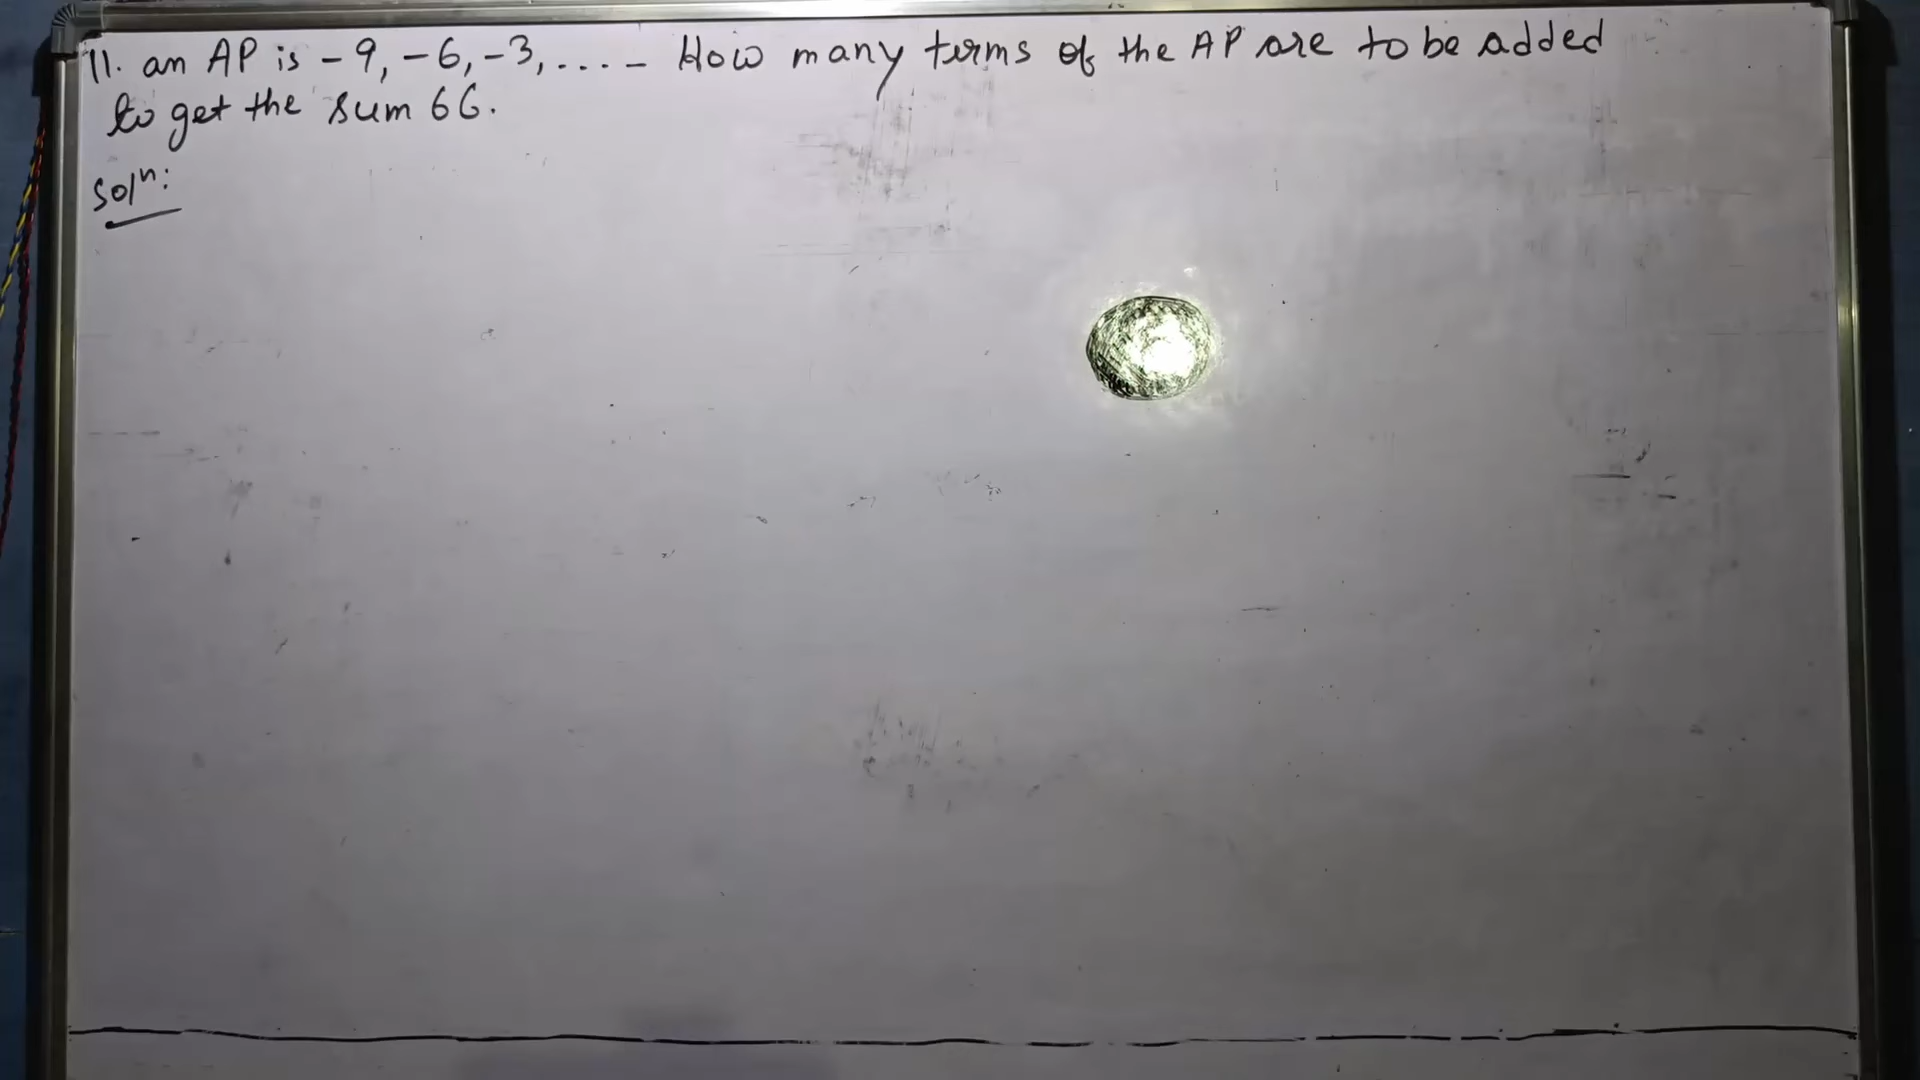 11. an AP is -9, -6, -3, ..... How many terms of the AP are to be added
to get the sum 66.
Solⁿ: